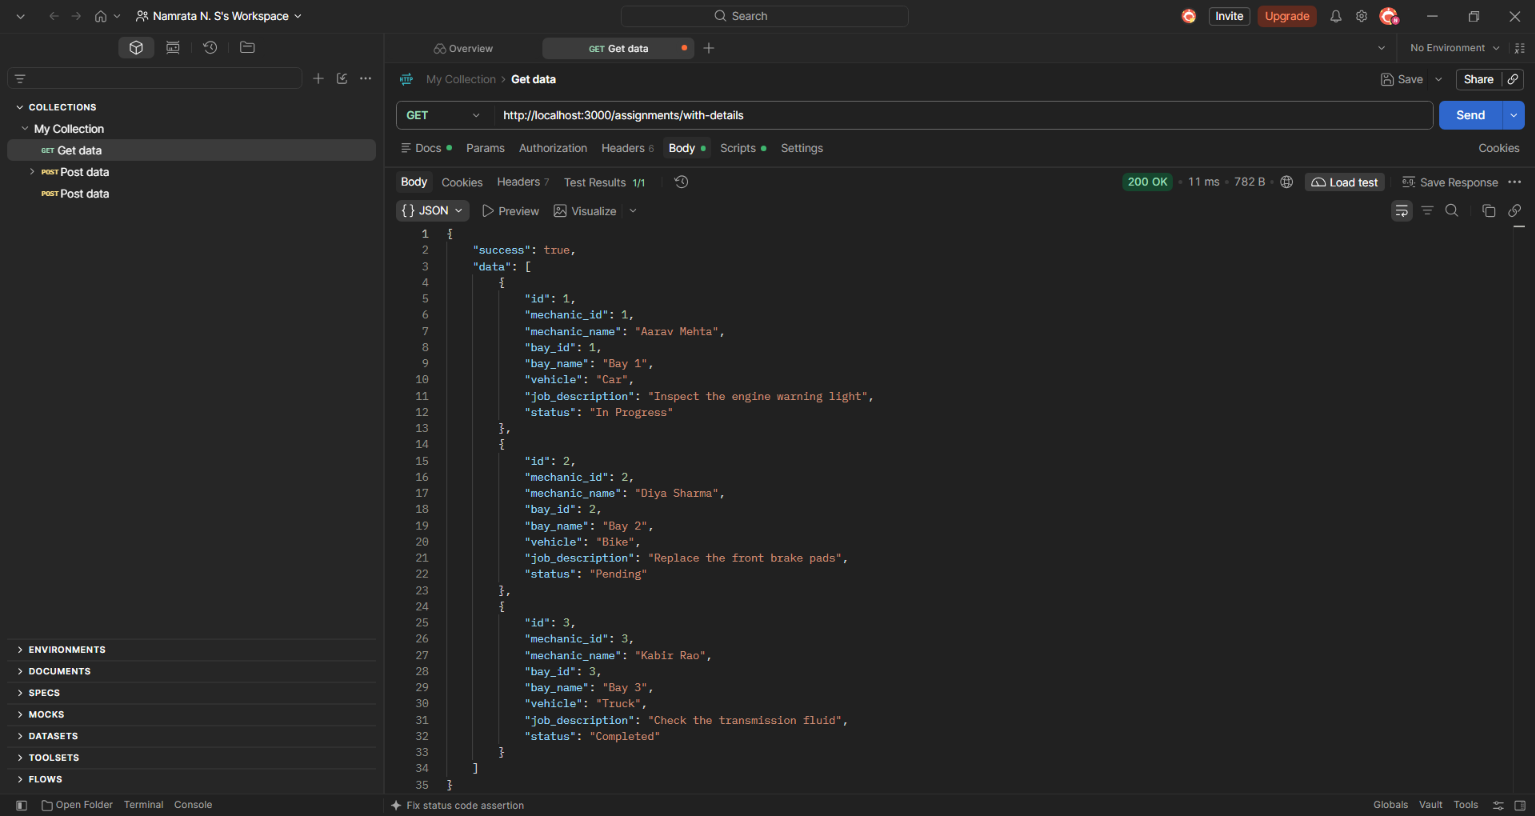 Namrata N. S's Workspace
Search
Invite
Upgrade
Overview
GET Get data
No Environment
My Collection > Get data
Save
Share
COLLECTIONS
My Collection
GET Get data
POST Post data
POST Post data
GET
http://localhost:3000/assignments/with-details
Send
Docs
Params
Authorization
Headers 6
Body
Scripts
Settings
Cookies
Body
Cookies
Headers 7
Test Results 1/1
200 OK
11 ms
782 B
Load test
e.g. Save Response
{} JSON
Preview
Visualize
1 {
2 "success": true,
3 "data": [
4 {
5 "id": 1,
6 "mechanic_id": 1,
7 "mechanic_name": "Aarav Mehta",
8 "bay_id": 1,
9 "bay_name": "Bay 1",
10 "vehicle": "Car",
11 "job_description": "Inspect the engine warning light",
12 "status": "In Progress"
13 },
14 {
15 "id": 2,
16 "mechanic_id": 2,
17 "mechanic_name": "Diya Sharma",
18 "bay_id": 2,
19 "bay_name": "Bay 2",
20 "vehicle": "Bike",
21 "job_description": "Replace the front brake pads",
22 "status": "Pending"
23 },
24 {
25 "id": 3,
26 "mechanic_id": 3,
27 "mechanic_name": "Kabir Rao",
28 "bay_id": 3,
29 "bay_name": "Bay 3",
30 "vehicle": "Truck",
31 "job_description": "Check the transmission fluid",
32 "status": "Completed"
33 }
34 ]
35 }
ENVIRONMENTS
DOCUMENTS
SPECS
MOCKS
DATASETS
TOOLSETS
FLOWS
Open Folder
Terminal
Console
Fix status code assertion
Globals
Vault
Tools